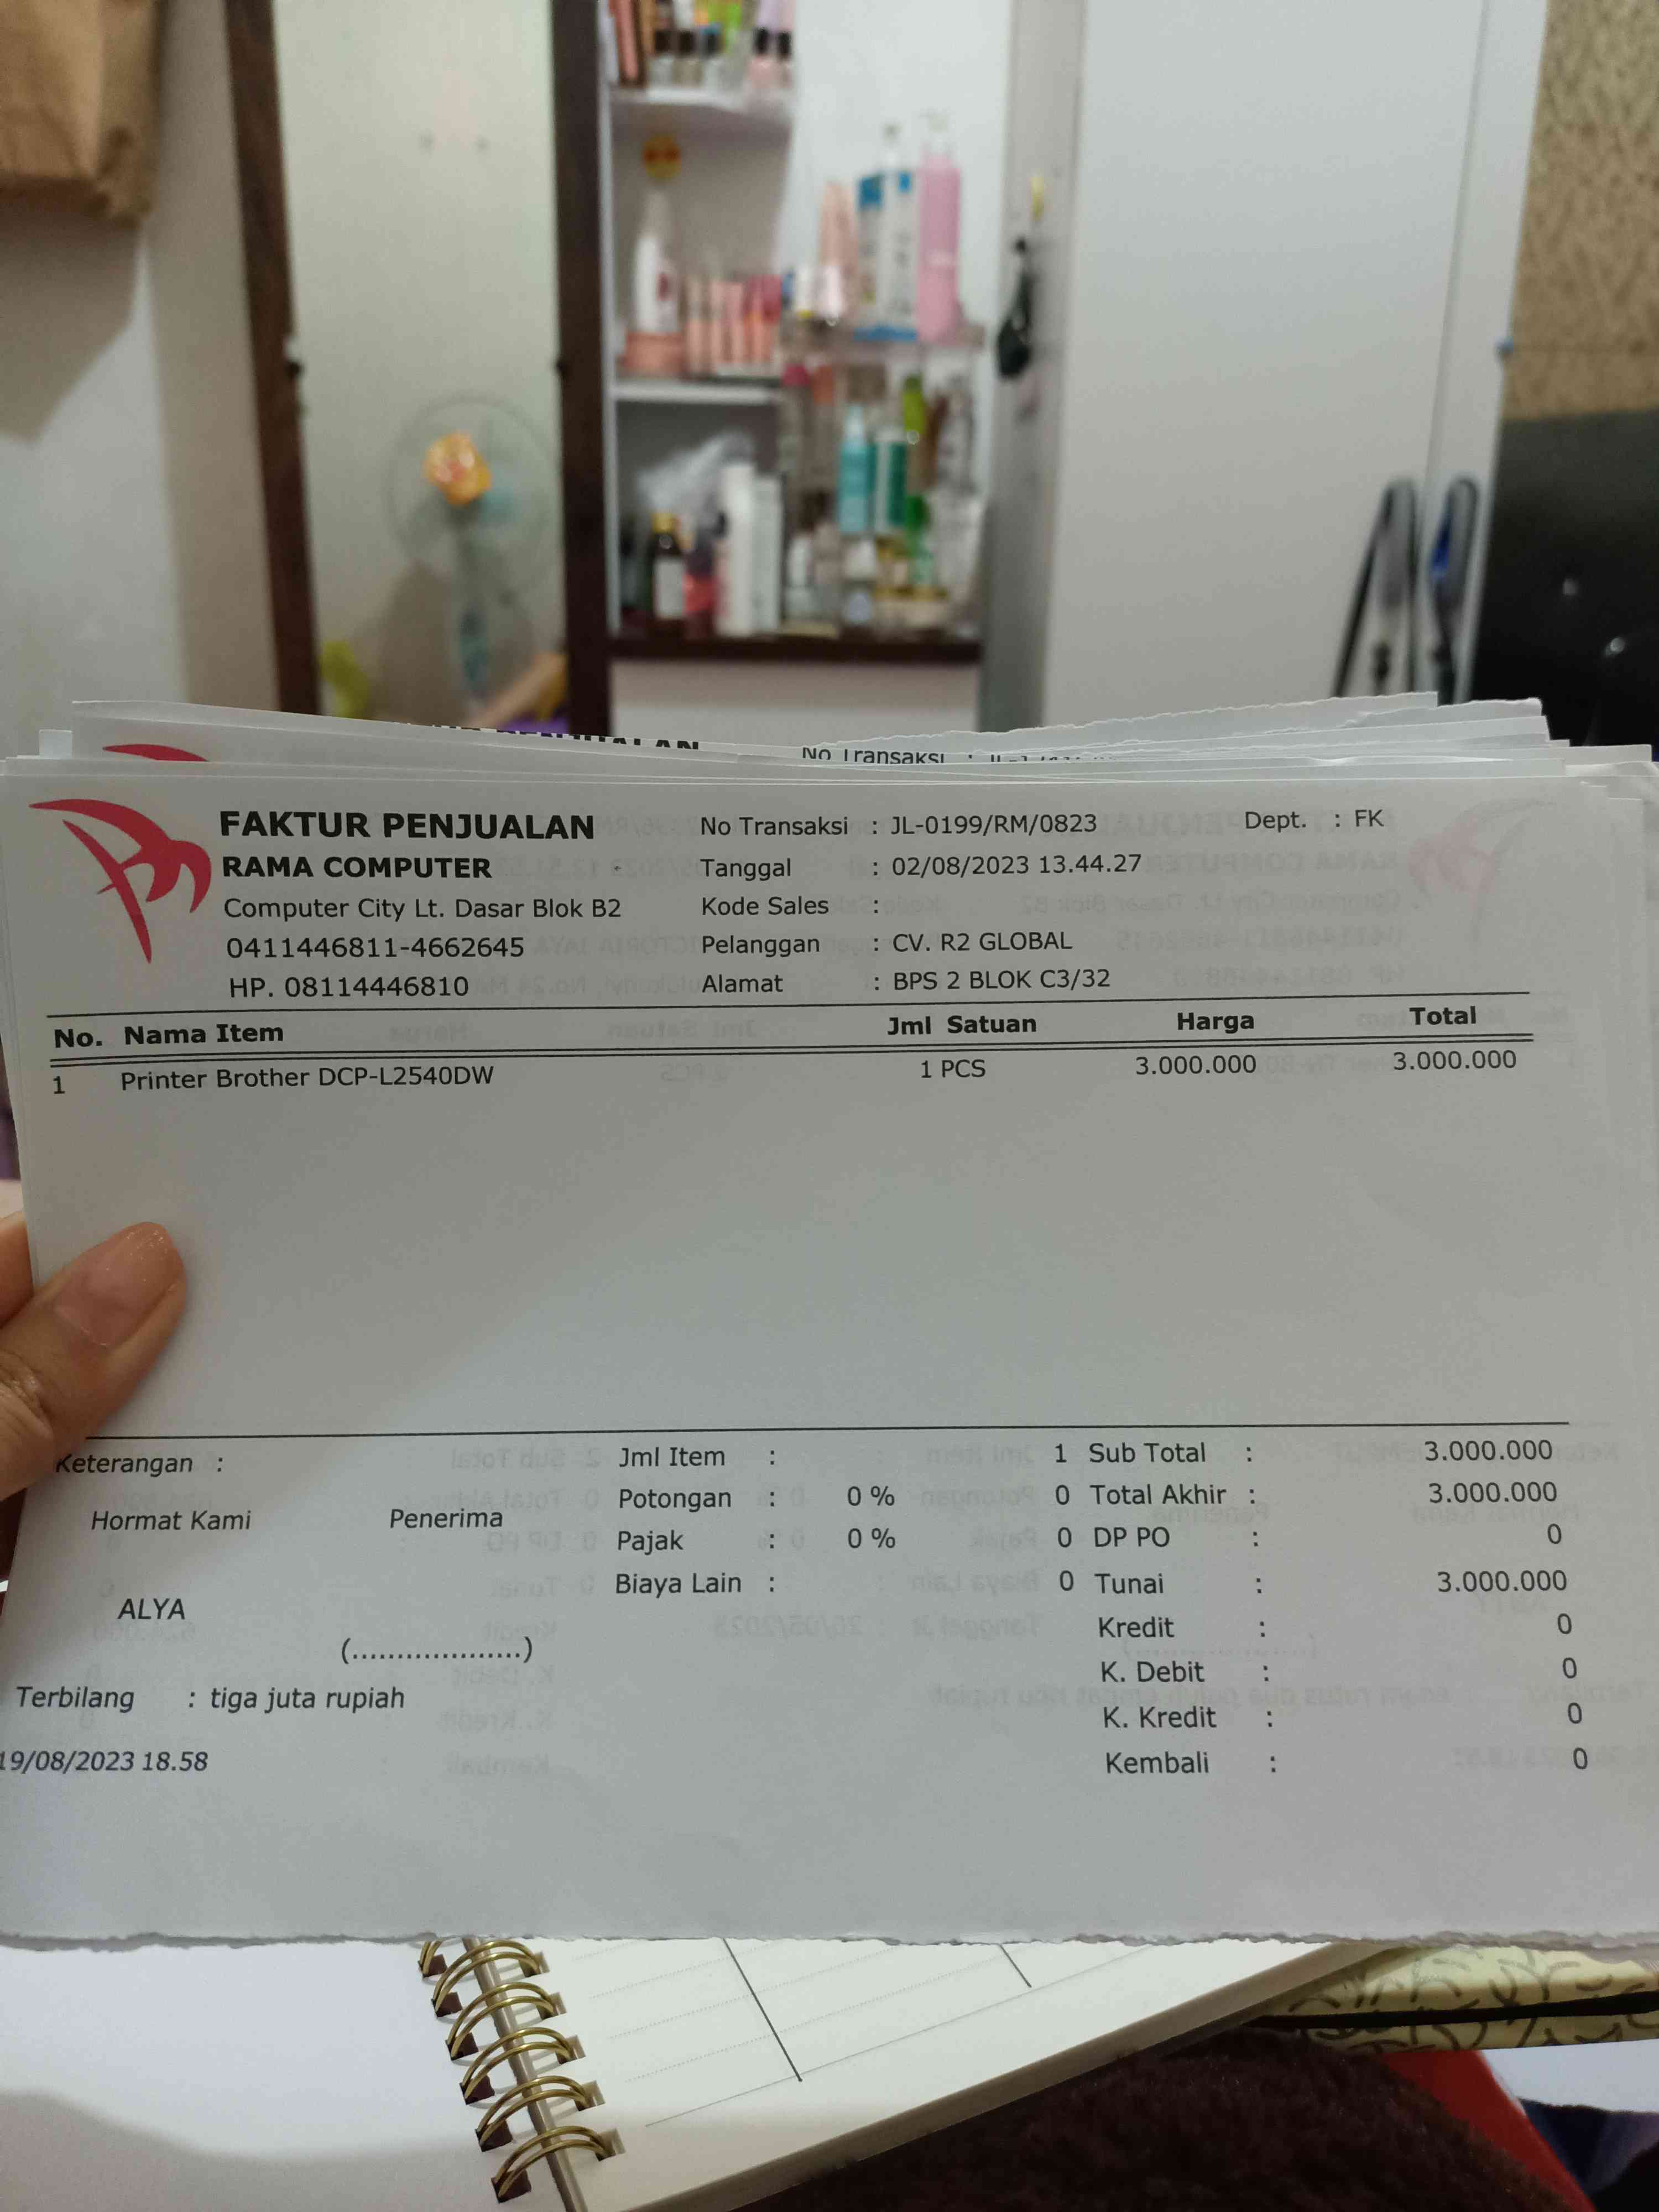 No Transaksi :
FAKTUR PENJUALAN
RAMA COMPUTER
Computer City Lt. Dasar Blok B2
0411446811-4662645
HP. 08114446810
No Transaksi : JL-0199/RM/0823
Dept. : FK
Tanggal : 02/08/2023 13.44.27
Kode Sales :
Pelanggan : CV. R2 GLOBAL
Alamat : BPS 2 BLOK C3/32
No. Nama Item Jml Satuan Harga Total
1 Printer Brother DCP-L2540DW 1 PCS 3.000.000 3.000.000
Keterangan :
Hormat Kami Penerima
ALYA
(...................)
Terbilang : tiga juta rupiah
19/08/2023 18.58
Jml Item : 1
Potongan : 0 % 0
Pajak : 0 % 0
Biaya Lain : 0
Sub Total : 3.000.000
Total Akhir : 3.000.000
DP PO : 0
Tunai : 3.000.000
Kredit : 0
K. Debit : 0
K. Kredit : 0
Kembali : 0